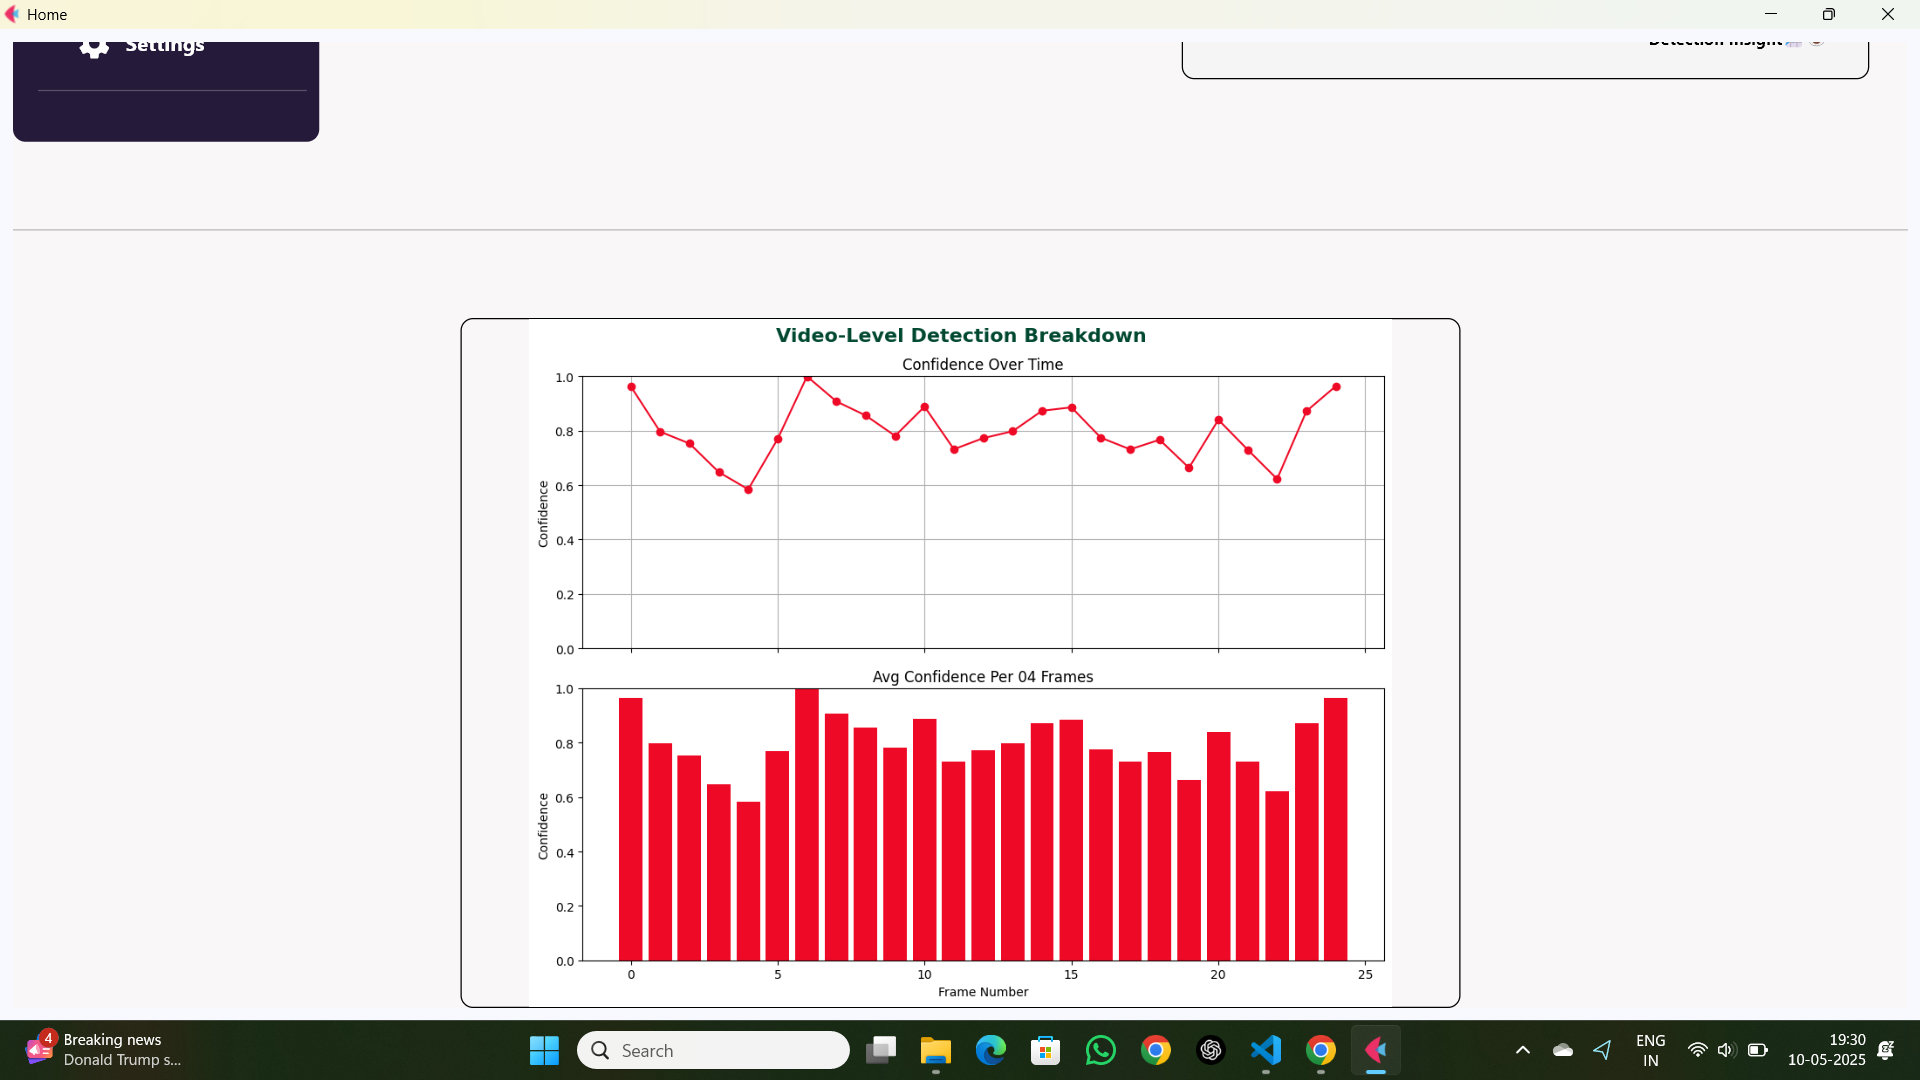 Home
Settings
Detection Insight
Video-Level Detection Breakdown
Confidence Over Time
1.0
0.8
0.6
0.4
0.2
0.0
Confidence
Avg Confidence Per 04 Frames
1.0
0.8
0.6
0.4
0.2
0.0
Confidence
0 5 10 15 20 25
Frame Number
4
Breaking news
Donald Trump s...
Search
ENG
IN
19:30
10-05-2025